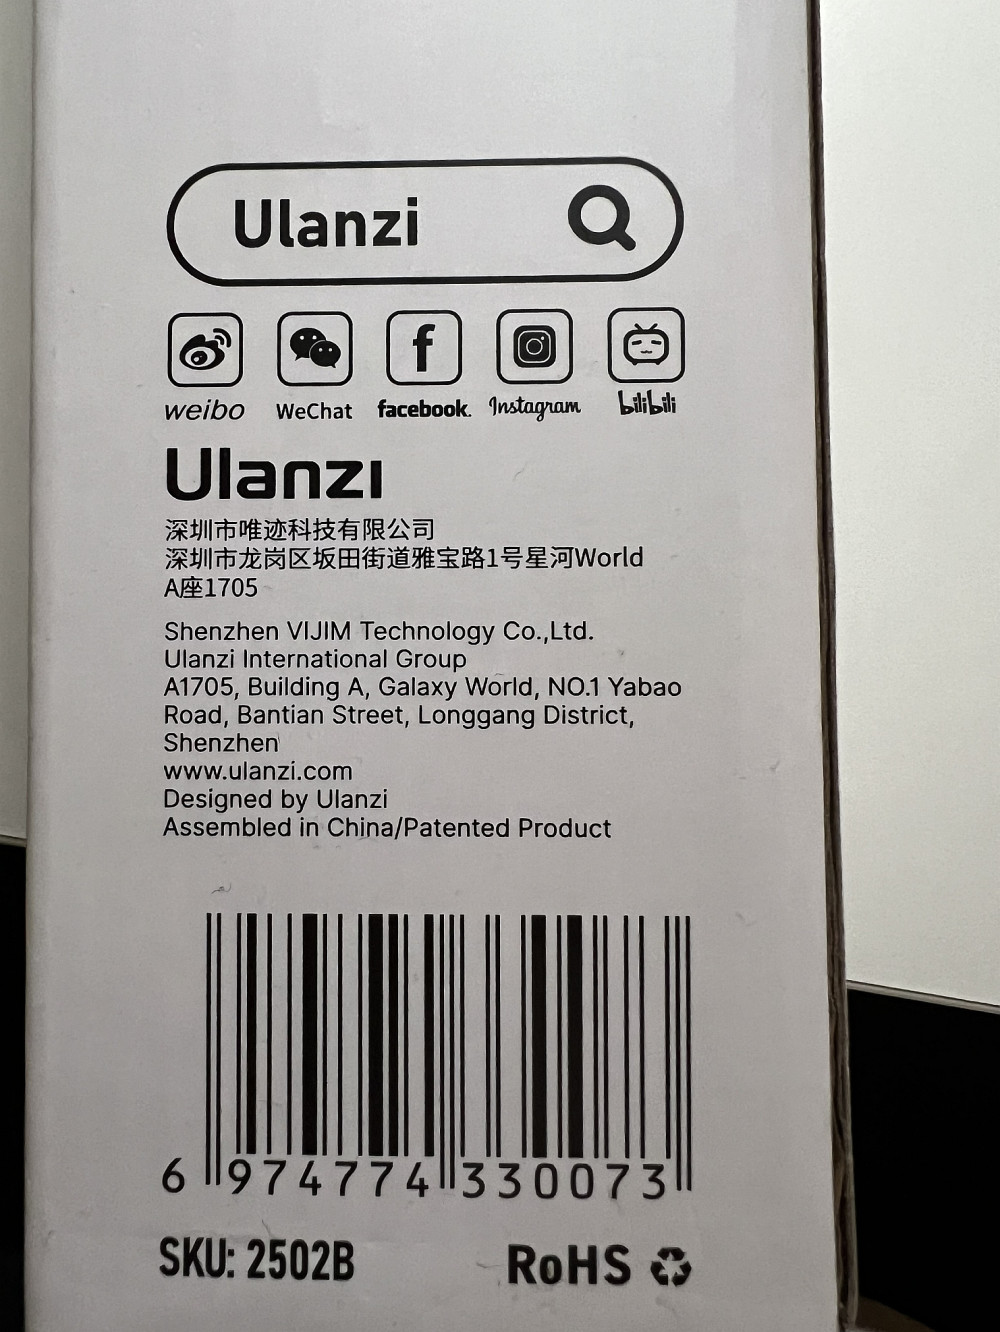 Ulanzi
weibo WeChat facebook. Instagram bilibili
Ulanzi
深圳市唯迹科技有限公司
深圳市龙岗区坂田街道雅宝路1号星河World
A座1705
Shenzhen VIJIM Technology Co.,Ltd.
Ulanzi International Group
A1705, Building A, Galaxy World, NO.1 Yabao
Road, Bantian Street, Longgang District,
Shenzhen
www.ulanzi.com
Designed by Ulanzi
Assembled in China/Patented Product
6 974774 330073
SKU: 2502B RoHS